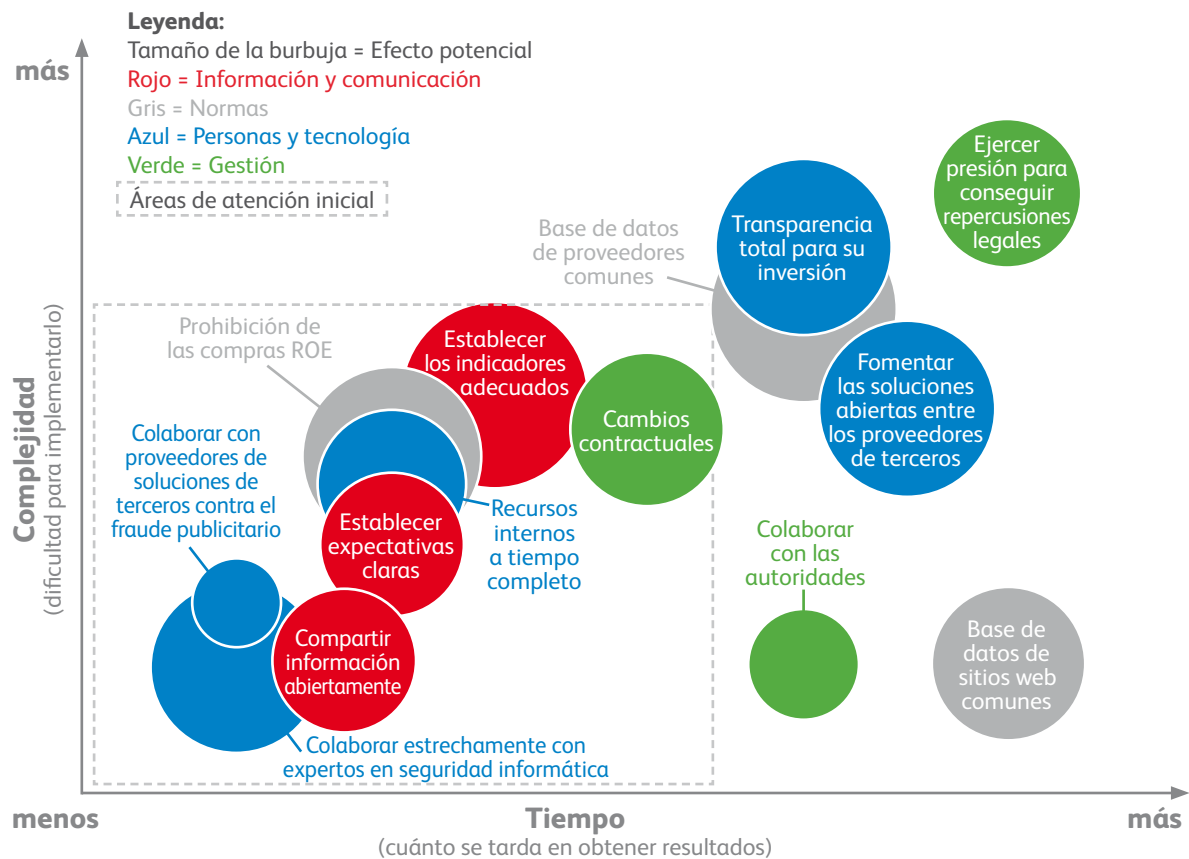 Leyenda:
Tamaño de la burbuja = Efecto potencial
Rojo = Información y comunicación
Gris = Normas
Azul = Personas y tecnología
Verde = Gestión
Áreas de atención inicial
más
Complejidad
(dificultad para implementarlo)
Ejercer
presión para
conseguir
repercusiones
legales
Transparencia
total para su
inversión
Base de datos
de proveedores
comunes
Prohibición de
las compras ROE
Establecer
los indicadores
adecuados
Cambios
contractuales
Fomentar
las soluciones
abiertas entre
los proveedores
de terceros
Colaborar con
proveedores de
soluciones de
terceros contra el
fraude publicitario
Establecer
expectativas
claras
Recursos
internos
a tiempo
completo
Colaborar
con las
autoridades
Compartir
información
abiertamente
Base de
datos de
sitios web
comunes
Colaborar estrechamente con
expertos en seguridad informática
menos
Tiempo
más
(cuánto se tarda en obtener resultados)